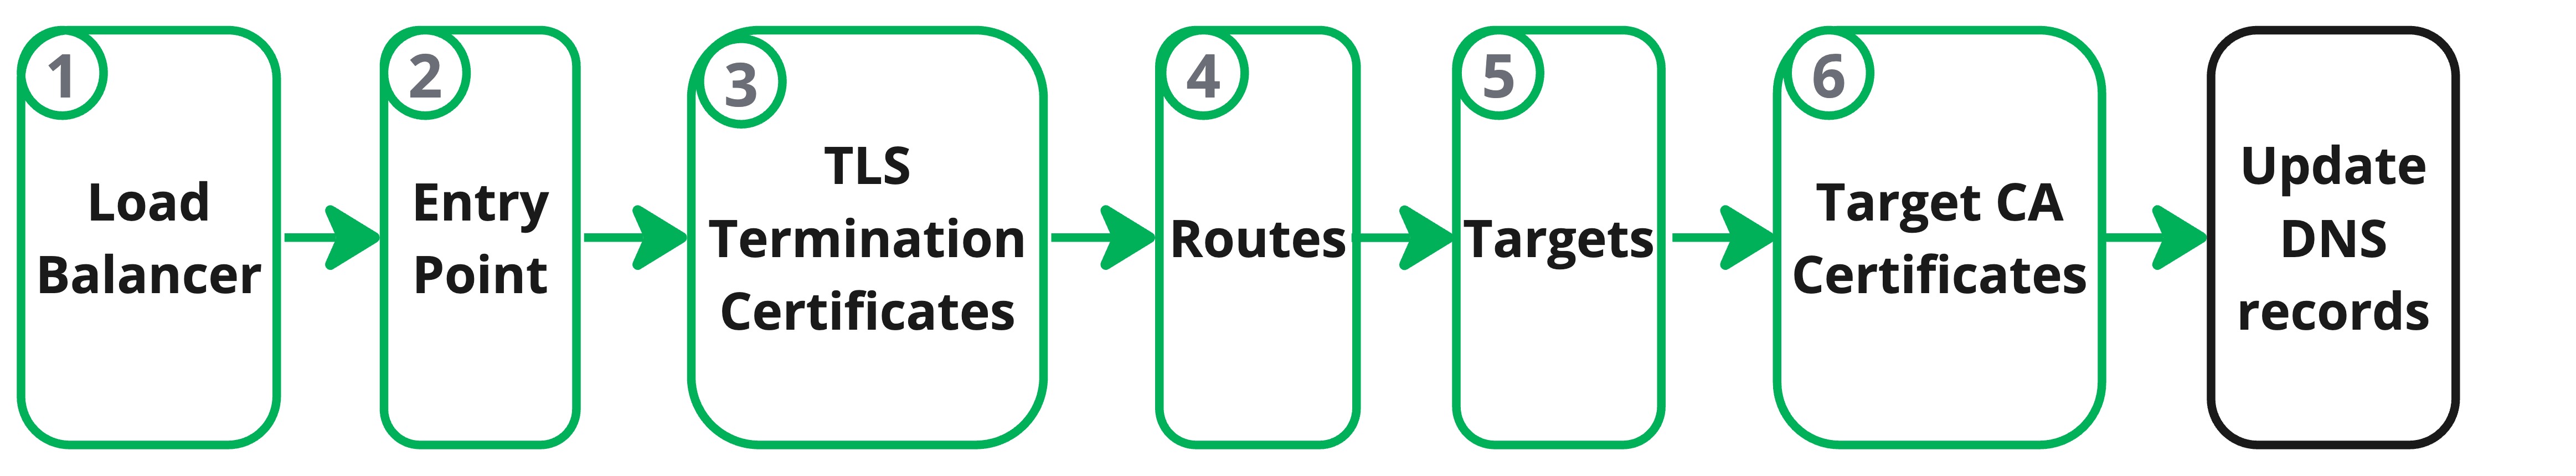 1
Load
Balancer
2
Entry
Point
3
TLS
Termination
Certificates
4
Routes
5
Targets
6
Target CA
Certificates
Update
DNS
records